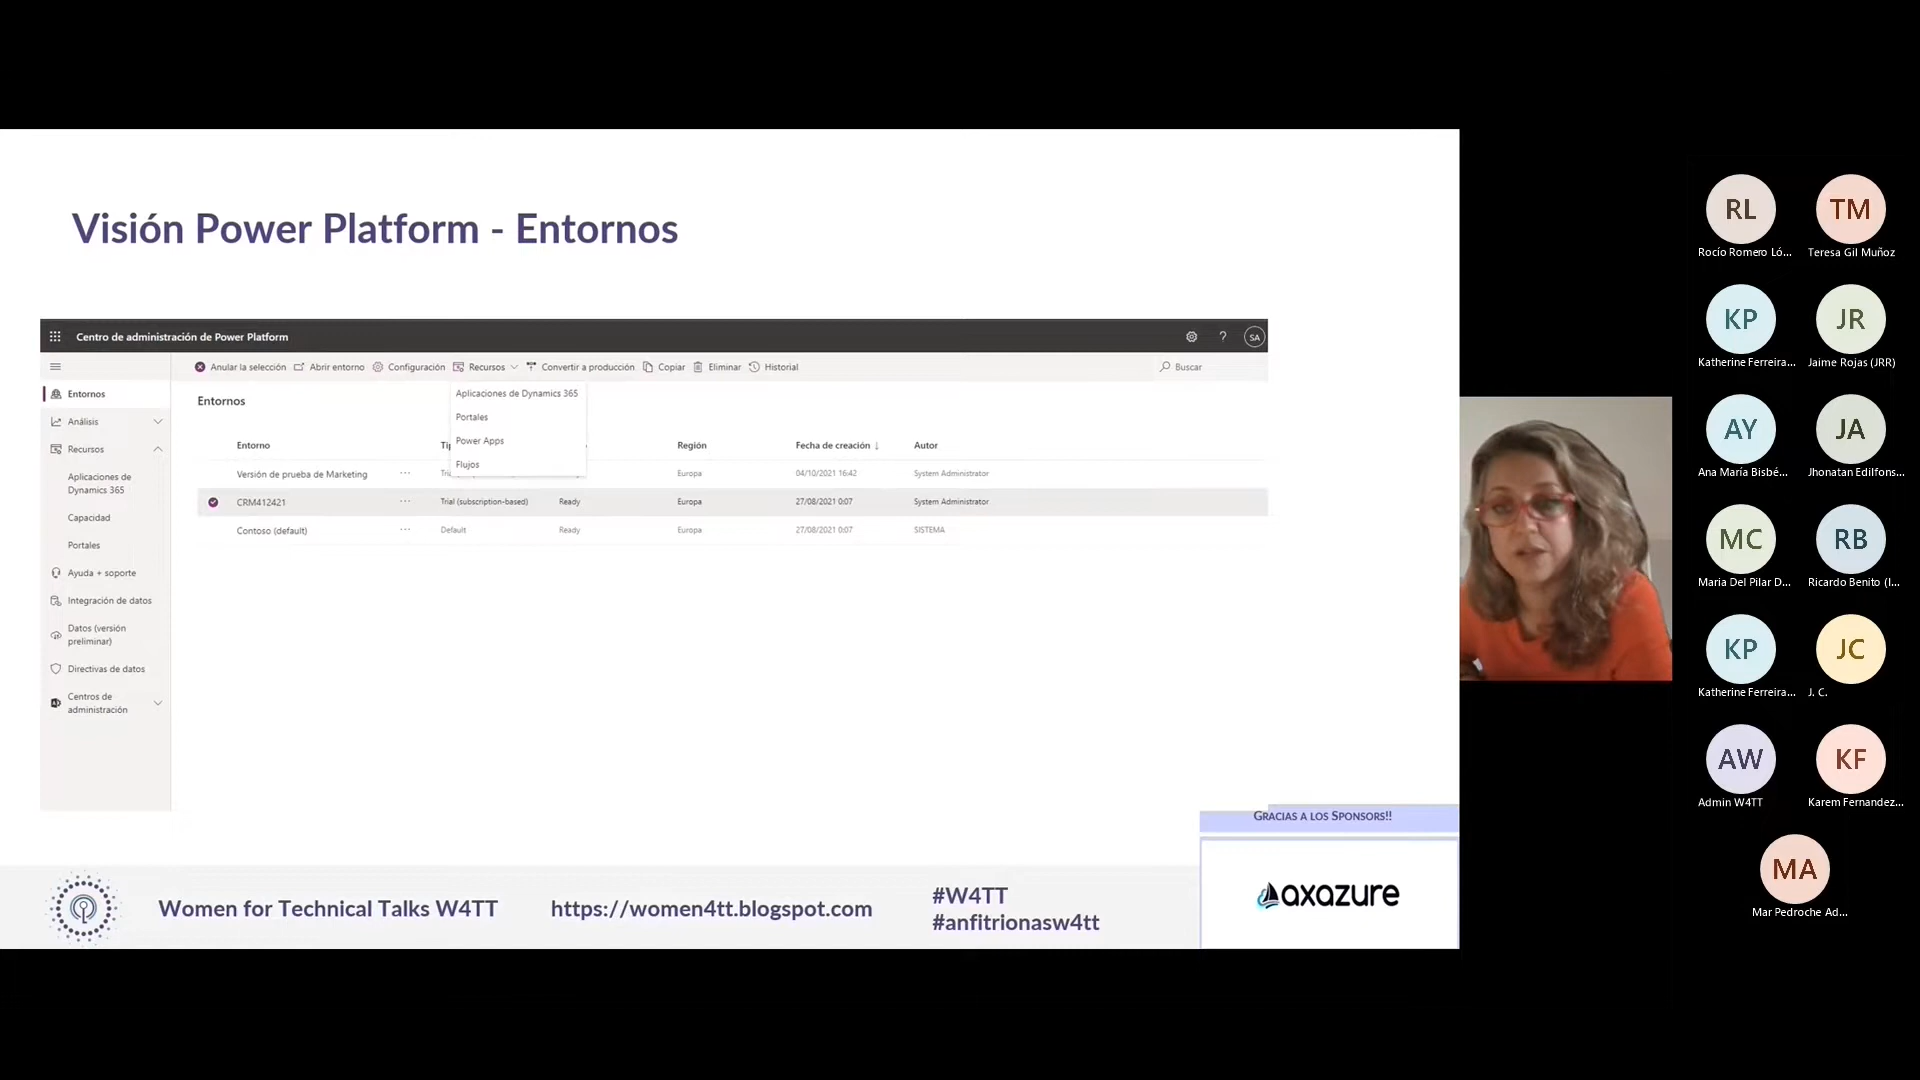 Visión Power Platform - Entornos
Centro de administración de Power Platform
? SA
Anular la selección Abrir entorno Configuración Recursos Convertir a producción Copiar Eliminar Historial Buscar
Entornos
Análisis
Recursos
Aplicaciones de
Dynamics 365
Capacidad
Portales
Ayuda + soporte
Integración de datos
Datos (versión
preliminar)
Directivas de datos
Centros de
administración
Entornos
Aplicaciones de Dynamics 365
Portales
Power Apps
Flujos
Entorno Región Fecha de creación ↓ Autor
Versión de prueba de Marketing ... Europa 04/10/2021 16:42 System Administrator
CRM412421 ... Trial (subscription-based) Ready Europa 27/08/2021 0:07 System Administrator
Contoso (default) ... Default Ready Europa 27/08/2021 0:07 SISTEMA
Gracias a los Sponsors!!
axazure
Women for Technical Talks W4TT
https://women4tt.blogspot.com
#W4TT
#anfitrionasw4tt
RL TM
Rocío Romero Ló... Teresa Gil Muñoz
KP JR
Katherine Ferreira... Jaime Rojas (JRR)
AY JA
Ana María Bisbé... Jhonatan Edilfons...
MC RB
Maria Del Pilar D... Ricardo Benito (I...
KP JC
Katherine Ferreira... J. C.
AW KF
Admin W4TT Karem Fernandez...
MA
Mar Pedroche Ad...